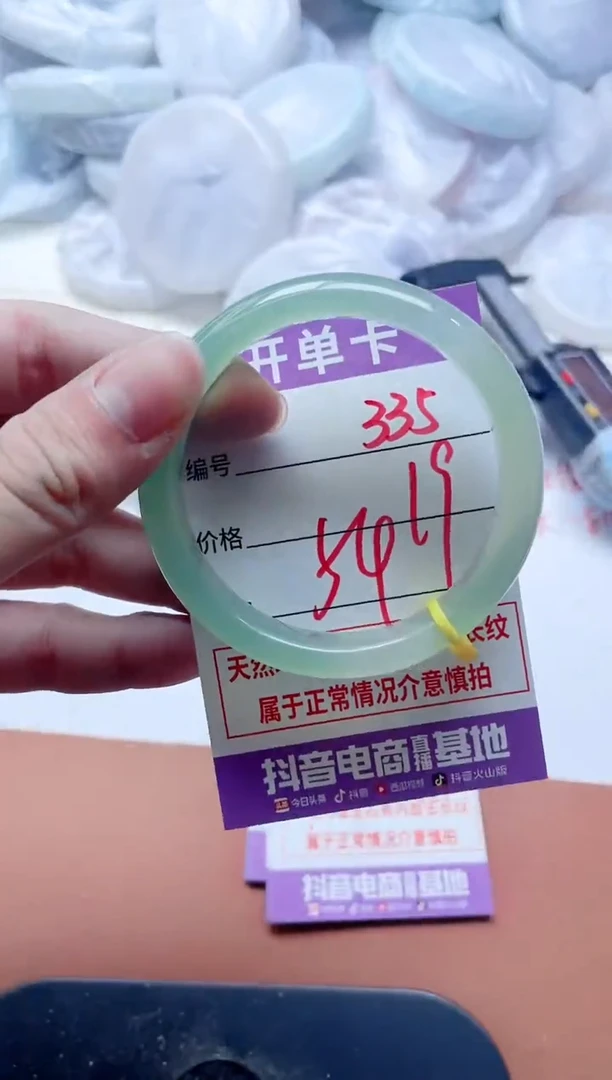 开单卡
编号 335
价格 5419
天然 纹
属于正常情况介意慎拍
抖音电商直播基地
今日头条 抖音 西瓜视频 抖音火山版
属于正常情况介意慎拍
抖音电商直播基地